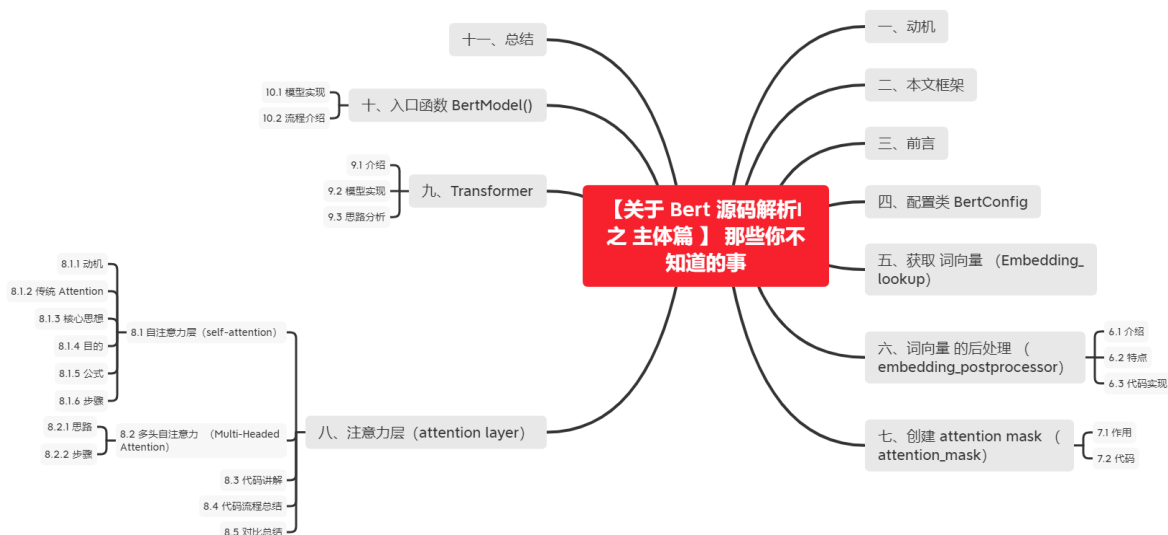 【关于 Bert 源码解析I
之 主体篇 】 那些你不
知道的事
一、动机
二、本文框架
三、前言
四、配置类 BertConfig
五、获取 词向量 （Embedding_
lookup）
六、词向量 的后处理 （
embedding_postprocessor）
6.1 介绍
6.2 特点
6.3 代码实现
七、创建 attention mask （
attention_mask）
7.1 作用
7.2 代码
八、注意力层（attention layer）
8.1 自注意力层（self-attention）
8.1.1 动机
8.1.2 传统 Attention
8.1.3 核心思想
8.1.4 目的
8.1.5 公式
8.1.6 步骤
8.2 多头自注意力 （Multi-Headed
Attention）
8.2.1 思路
8.2.2 步骤
8.3 代码讲解
8.4 代码流程总结
8.5 对比总结
九、Transformer
9.1 介绍
9.2 模型实现
9.3 思路分析
十、入口函数 BertModel()
10.1 模型实现
10.2 流程介绍
十一、总结